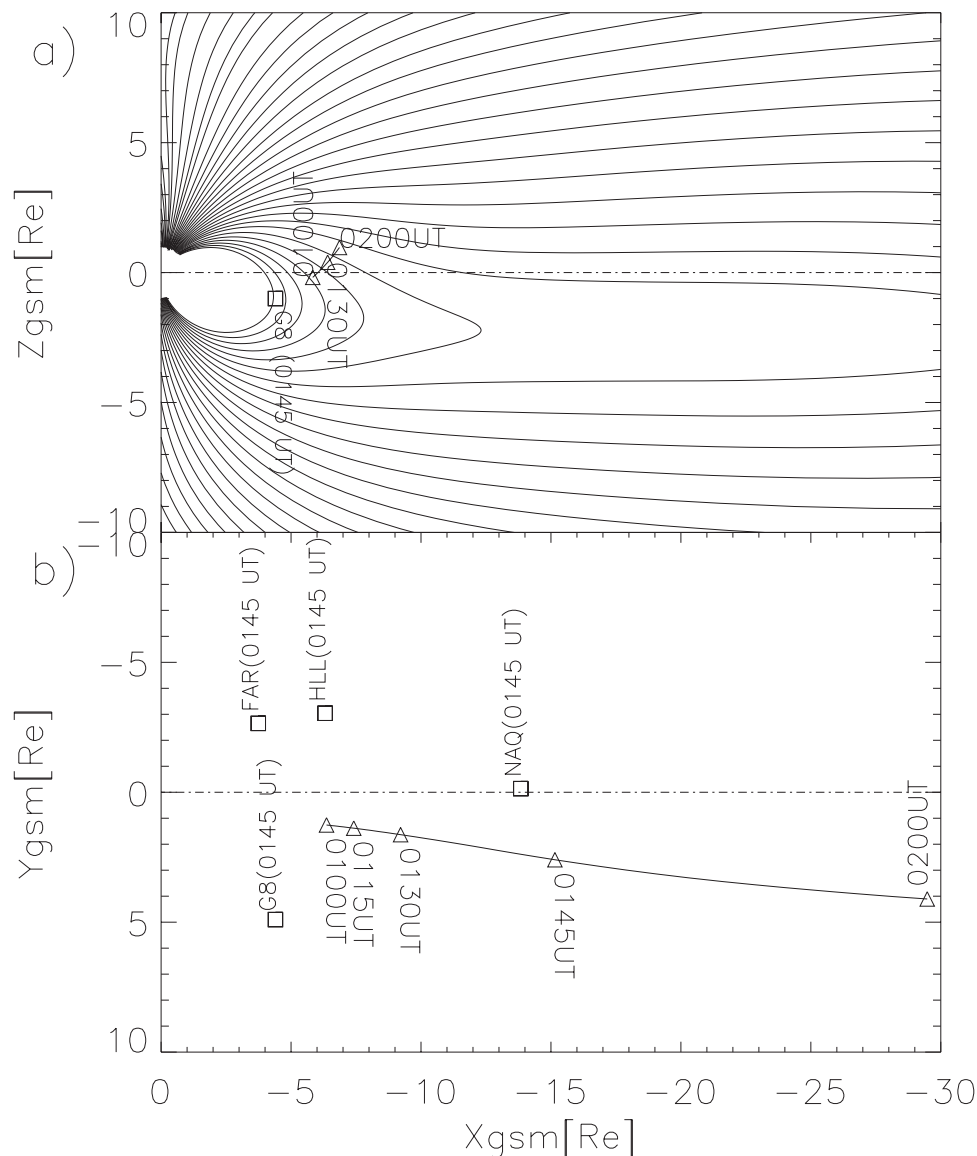 a)
10
5
0
−5
−10
Zgsm[Re]
0100UT
0200UT
0130UT
G8 (0145 UT)
b)
−10
−5
0
5
10
Ygsm[Re]
FAR(0145 UT)
HLL(0145 UT)
NAQ(0145 UT)
G8(0145 UT)
0100UT
0115UT
0130UT
0145UT
0200UT
0 −5 −10 −15 −20 −25 −30
Xgsm[Re]